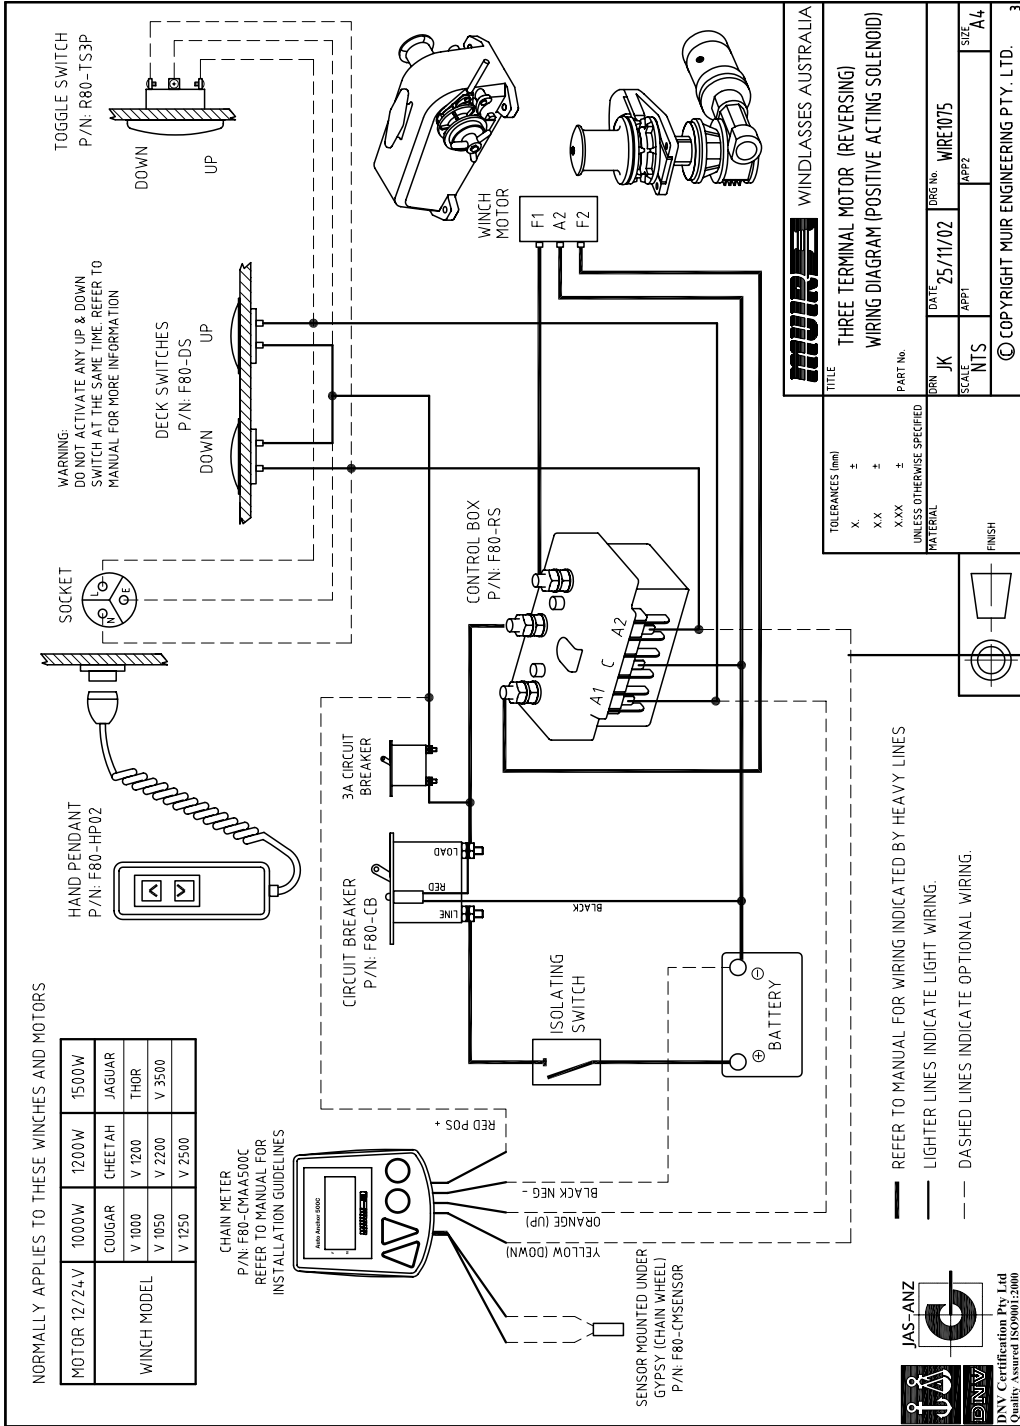 NORMALLY APPLIES TO THESE WINCHES AND MOTORS
MOTOR 12/24V 1000W 1200W 1500W
WINCH MODEL
COUGAR CHEETAH JAGUAR
V 1000 V 1200 THOR
V 1050 V 2200 V 3500
V 1250 V 2500
HAND PENDANT
P/N: F80-HP02
SOCKET
L
N
E
WARNING:
DO NOT ACTIVATE ANY UP & DOWN
SWITCH AT THE SAME TIME. REFER TO
MANUAL FOR MORE INFORMATION
DECK SWITCHES
P/N: F80-DS
DOWN
UP
TOGGLE SWITCH
P/N: R80-TS3P
DOWN
UP
CHAIN METER
P/N: F80-CMAA500C
REFER TO MANUAL FOR
INSTALLATION GUIDELINES
Auto Anchor 500C
RED POS +
BLACK NEG -
ORANGE (UP)
YELLOW (DOWN)
SENSOR MOUNTED UNDER
GYPSY (CHAIN WHEEL)
P/N: F80-CMSENSOR
CIRCUIT BREAKER
P/N: F80-CB
LINE
RED
LOAD
BLACK
3A CIRCUIT
BREAKER
ISOLATING
SWITCH
BATTERY
⊕
⊖
CONTROL BOX
P/N: F80-RS
A1
C
A2
WINCH
MOTOR
F1
A2
F2
REFER TO MANUAL FOR WIRING INDICATED BY HEAVY LINES
LIGHTER LINES INDICATE LIGHT WIRING.
DASHED LINES INDICATE OPTIONAL WIRING.
JAS-ANZ
DNV
DNV Certification Pty Ltd
Quality Assured ISO9001:2000
TOLERANCES (mm)
X. ±
X.X ±
X.XX ±
UNLESS OTHERWISE SPECIFIED
MATERIAL
FINISH
MUIR WINDLASSES AUSTRALIA
TITLE
THREE TERMINAL MOTOR (REVERSING)
WIRING DIAGRAM (POSITIVE ACTING SOLENOID)
PART No.
DRN JK
DATE 25/11/02
DRG No. WIRE1075
SCALE NTS
APP1
APP2
SIZE A4
© COPYRIGHT MUIR ENGINEERING PTY. LTD.
3